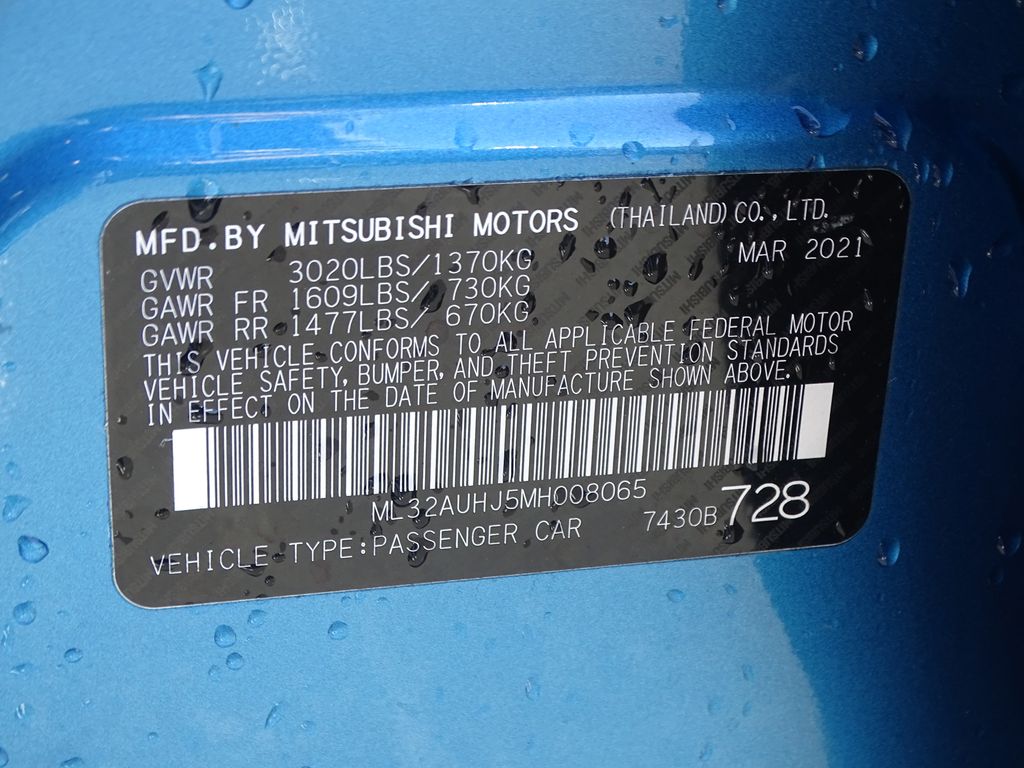 MFD.BY MITSUBISHI MOTORS (THAILAND)CO.,LTD.
GVWR 3020LBS/1370KG MAR 2021
GAWR FR 1609LBS/ 730KG
GAWR RR 1477LBS/ 670KG
THIS VEHICLE CONFORMS TO ALL APPLICABLE FEDERAL MOTOR
VEHICLE SAFETY, BUMPER, AND THEFT PREVENTION STANDARDS
IN EFFECT ON THE DATE OF MANUFACTURE SHOWN ABOVE.
ML32AUHJ5MH008065
VEHICLE TYPE:PASSENGER CAR 7430B 728